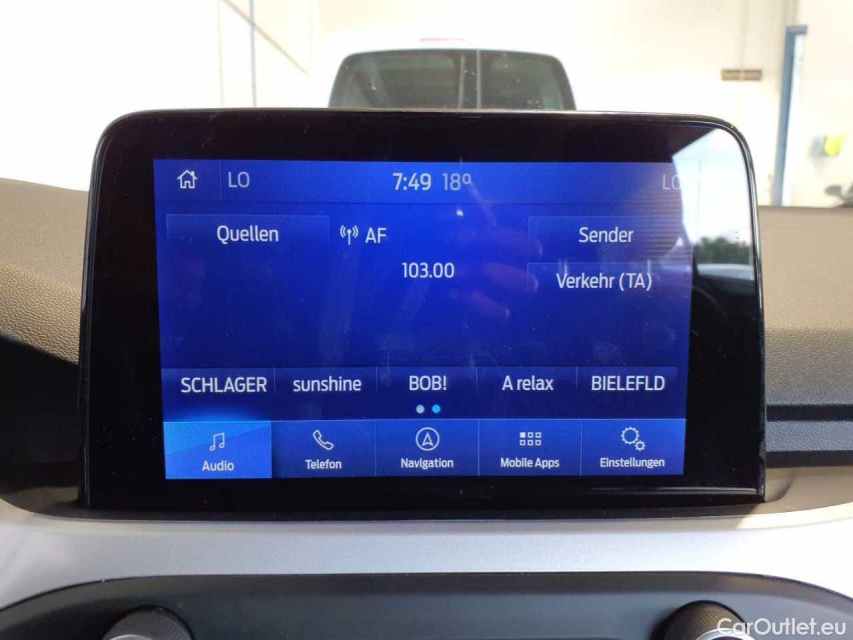 LO 7:49 18° LO
Quellen AF Sender
103.00
Verkehr (TA)
SCHLAGER sunshine BOB! A relax BIELEFLD
Audio Telefon Navigation Mobile Apps Einstellungen
CarOutlet.eu